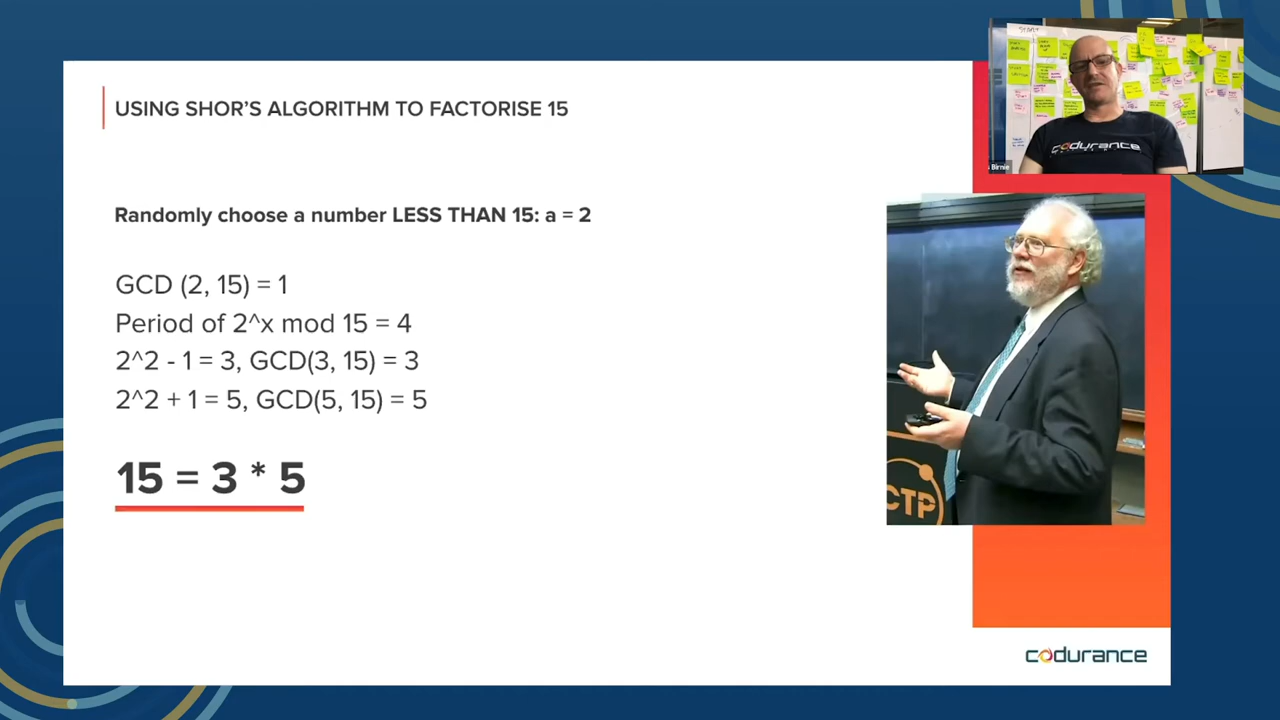 USING SHOR'S ALGORITHM TO FACTORISE 15
Randomly choose a number LESS THAN 15: a = 2
GCD (2, 15) = 1
Period of 2^x mod 15 = 4
2^2 - 1 = 3, GCD(3, 15) = 3
2^2 + 1 = 5, GCD(5, 15) = 5
15 = 3 * 5
START
codurance
Birnie
CTP
codurance